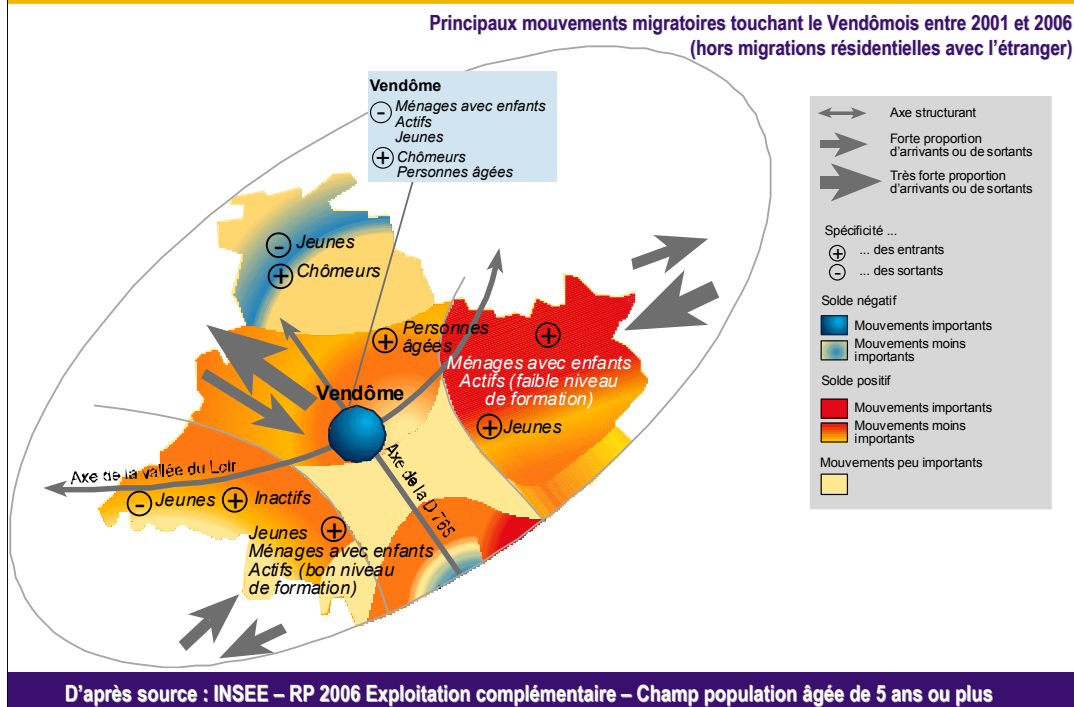 Principaux mouvements migratoires touchant le Vendômois entre 2001 et 2006
(hors migrations résidentielles avec l'étranger)
Vendôme
- Ménages avec enfants
Actifs
Jeunes
+ Chômeurs
Personnes âgées
- Jeunes
+ Chômeurs
+ Personnes
âgées
+
Ménages avec enfants
Actifs (faible niveau
de formation)
+ Jeunes
Vendôme
Axe de la vallée du Loir
Axe de la D 765
- Jeunes + Inactifs
Jeunes +
Ménages avec enfants
Actifs (bon niveau
de formation)
Axe structurant
Forte proportion
d'arrivants ou de sortants
Très forte proportion
d'arrivants ou de sortants
Spécificité ...
+ ... des entrants
- ... des sortants
Solde négatif
Mouvements importants
Mouvements moins
importants
Solde positif
Mouvements importants
Mouvements moins
importants
Mouvements peu importants
D'après source : INSEE – RP 2006 Exploitation complémentaire – Champ population âgée de 5 ans ou plus